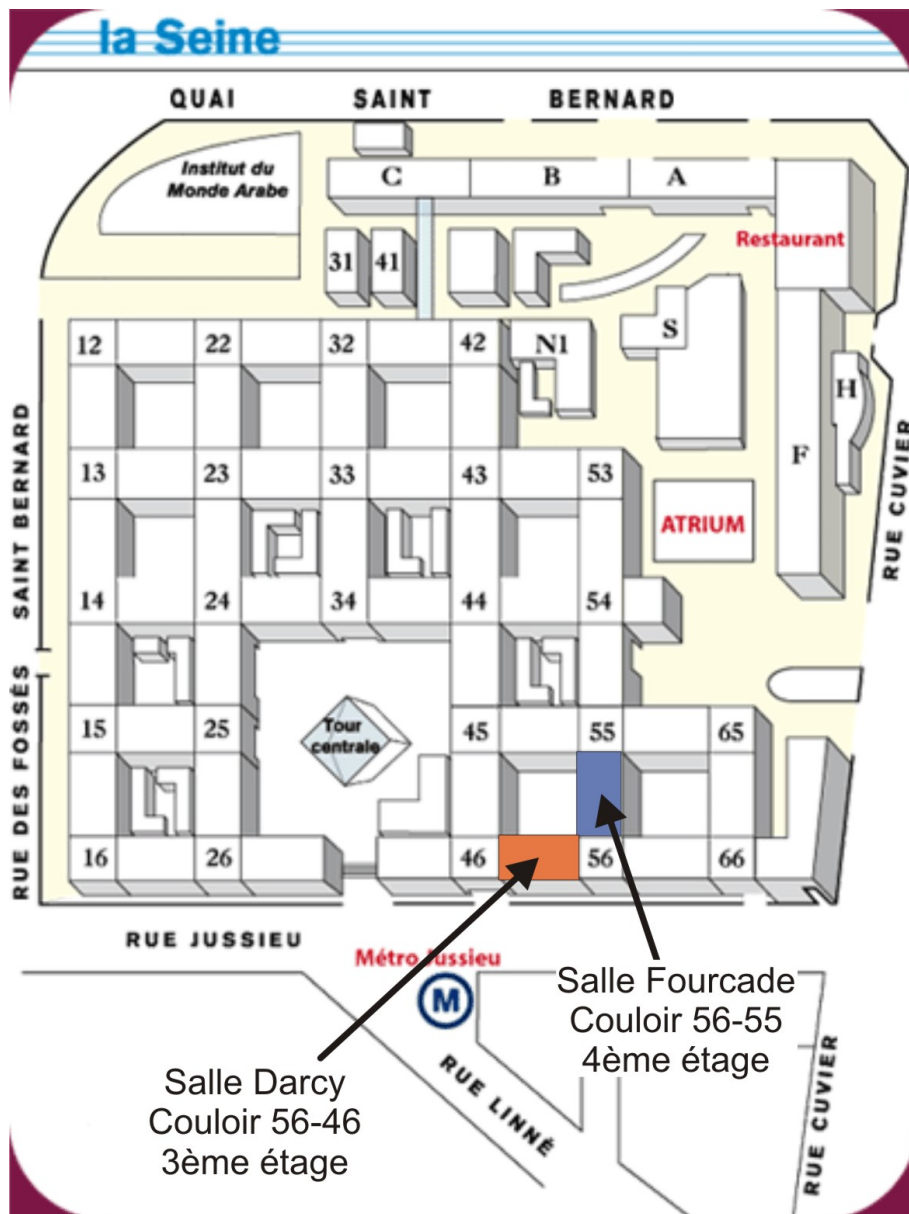 la Seine
QUAI SAINT BERNARD
Institut du
Monde Arabe
C B A
Restaurant
31 41
S
12 22 32 42 N1
H
SAINT BERNARD
13 23 33 43 53
F
ATRIUM
RUE CUVIER
14 24 34 44 54
RUE DES FOSSÉS
Tour
centrale
15 25 45 55 65
16 26 46 56 66
RUE JUSSIEU
Métro Jussieu
M
Salle Fourcade
Couloir 56-55
4ème étage
RUE LINNÉ
RUE CUVIER
Salle Darcy
Couloir 56-46
3ème étage